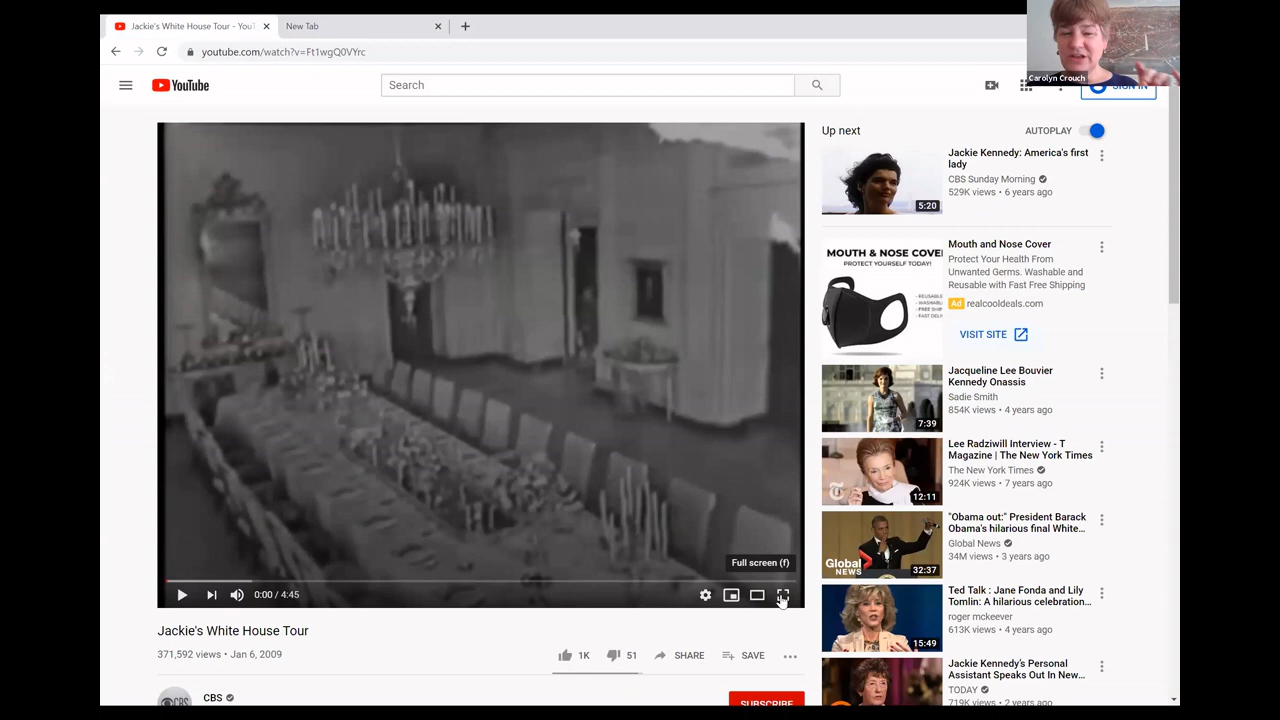 Jackie's White House Tour - You
New Tab
youtube.com/watch?v=Ft1wgQ0VYrc
Carolyn Crouch
YouTube
Search
SIGN IN
Up next
AUTOPLAY
Jackie Kennedy: America's first
lady
CBS Sunday Morning
529K views • 6 years ago
5:20
MOUTH & NOSE COVE
PROTECT YOURSELF TODAY!
Mouth and Nose Cover
Protect Your Health From
Unwanted Germs. Washable and
Reusable with Fast Free Shipping
Ad realcooldeals.com
VISIT SITE
Jacqueline Lee Bouvier
Kennedy Onassis
Sadie Smith
854K views • 4 years ago
7:39
Lee Radziwill Interview - T
Magazine | The New York Times
The New York Times
924K views • 7 years ago
12:11
"Obama out:" President Barack
Obama's hilarious final White...
Global News
34M views • 3 years ago
Global
NEWS
32:37
Ted Talk : Jane Fonda and Lily
Tomlin: A hilarious celebration...
roger mckeever
613K views • 4 years ago
15:49
Jackie Kennedy's Personal
Assistant Speaks Out In New...
TODAY
719K views • 2 years ago
Full screen (f)
0:00 / 4:45
Jackie's White House Tour
371,592 views • Jan 6, 2009
1K
51
SHARE
SAVE
CBS
SUBSCRIBE